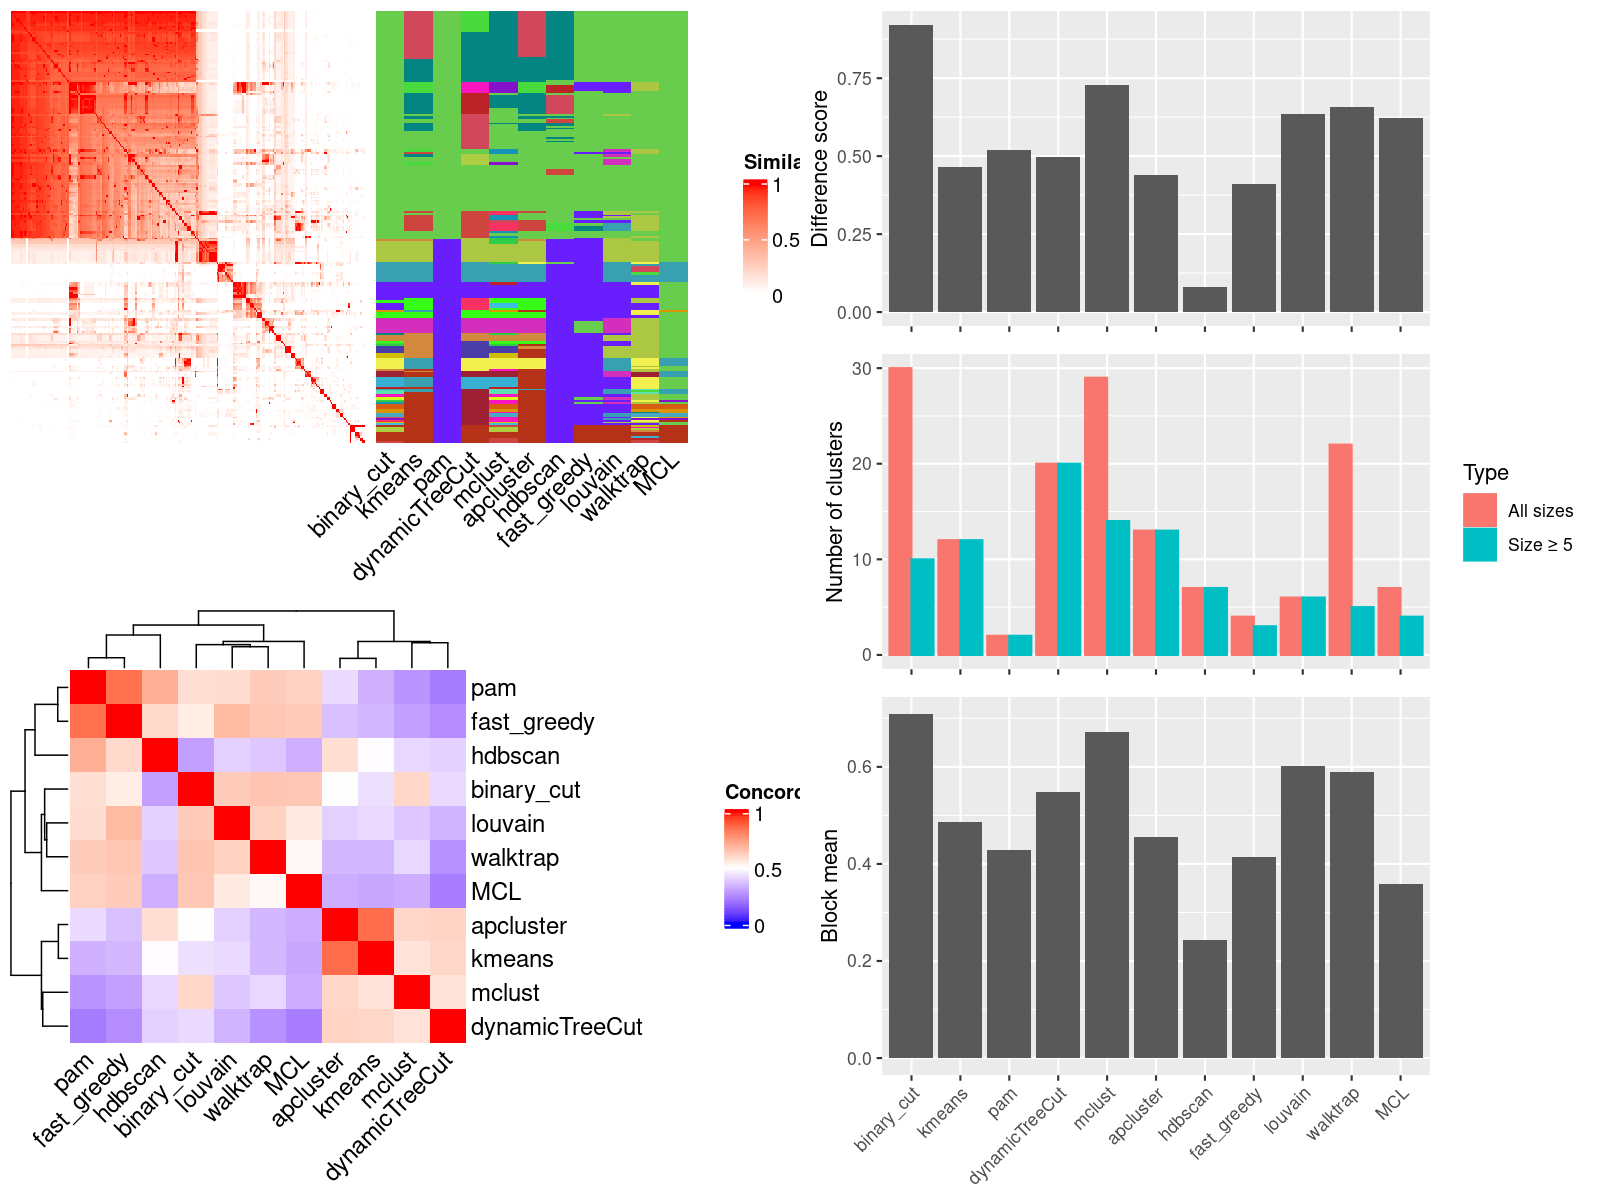 Simila
1
0.5
0
binary_cut
kmeans
pam
dynamicTreeCut
mclust
apcluster
hdbscan
fast_greedy
louvain
walktrap
MCL
pam
fast_greedy
hdbscan
binary_cut
louvain
walktrap
MCL
apcluster
kmeans
mclust
dynamicTreeCut
pam
fast_greedy
hdbscan
binary_cut
louvain
walktrap
MCL
apcluster
kmeans
mclust
dynamicTreeCut
Concord
1
0.5
0
Difference score
0.75
0.50
0.25
0.00
Number of clusters
30
20
10
0
Type
All sizes
Size ≥ 5
Block mean
0.6
0.4
0.2
0.0
binary_cut
kmeans
pam
dynamicTreeCut
mclust
apcluster
hdbscan
fast_greedy
louvain
walktrap
MCL